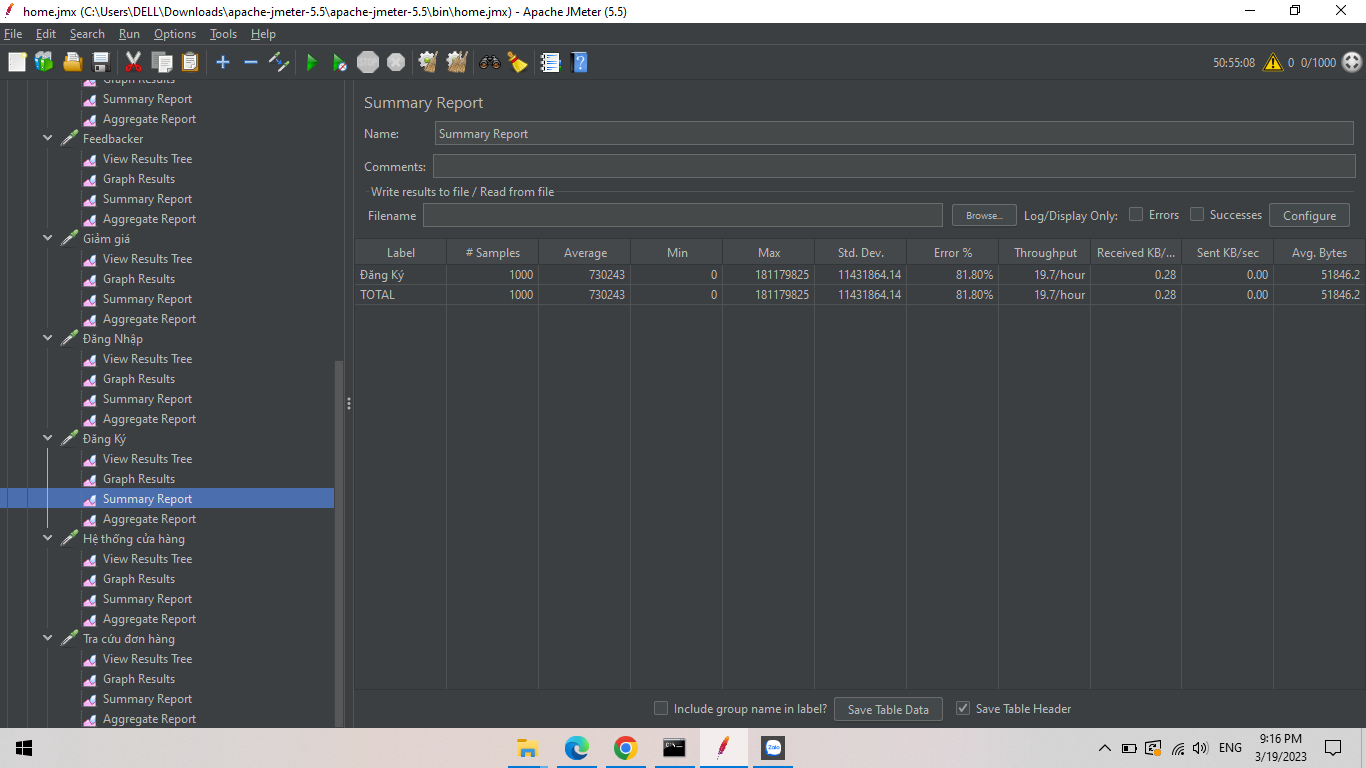 home.jmx (C:\Users\DELL\Downloads\apache-jmeter-5.5\apache-jmeter-5.5\bin\home.jmx) - Apache JMeter (5.5)
File Edit Search Run Options Tools Help
STOP 50:55:08 0 0/1000
Graph Results
Summary Report
Aggregate Report
Feedbacker
View Results Tree
Graph Results
Summary Report
Aggregate Report
Giảm giá
View Results Tree
Graph Results
Summary Report
Aggregate Report
Đăng Nhập
View Results Tree
Graph Results
Summary Report
Aggregate Report
Đăng Ký
View Results Tree
Graph Results
Summary Report
Aggregate Report
Hệ thống cửa hàng
View Results Tree
Graph Results
Summary Report
Aggregate Report
Tra cứu đơn hàng
View Results Tree
Graph Results
Summary Report
Aggregate Report
Summary Report
Name: Summary Report
Comments:
Write results to file / Read from file
Filename Browse... Log/Display Only: Errors Successes Configure
Label # Samples Average Min Max Std. Dev. Error % Throughput Received KB/... Sent KB/sec Avg. Bytes
Đăng Ký 1000 730243 0 181179825 11431864.14 81.80% 19.7/hour 0.28 0.00 51846.2
TOTAL 1000 730243 0 181179825 11431864.14 81.80% 19.7/hour 0.28 0.00 51846.2
Include group name in label? Save Table Data Save Table Header
Zalo
ENG
9:16 PM
3/19/2023